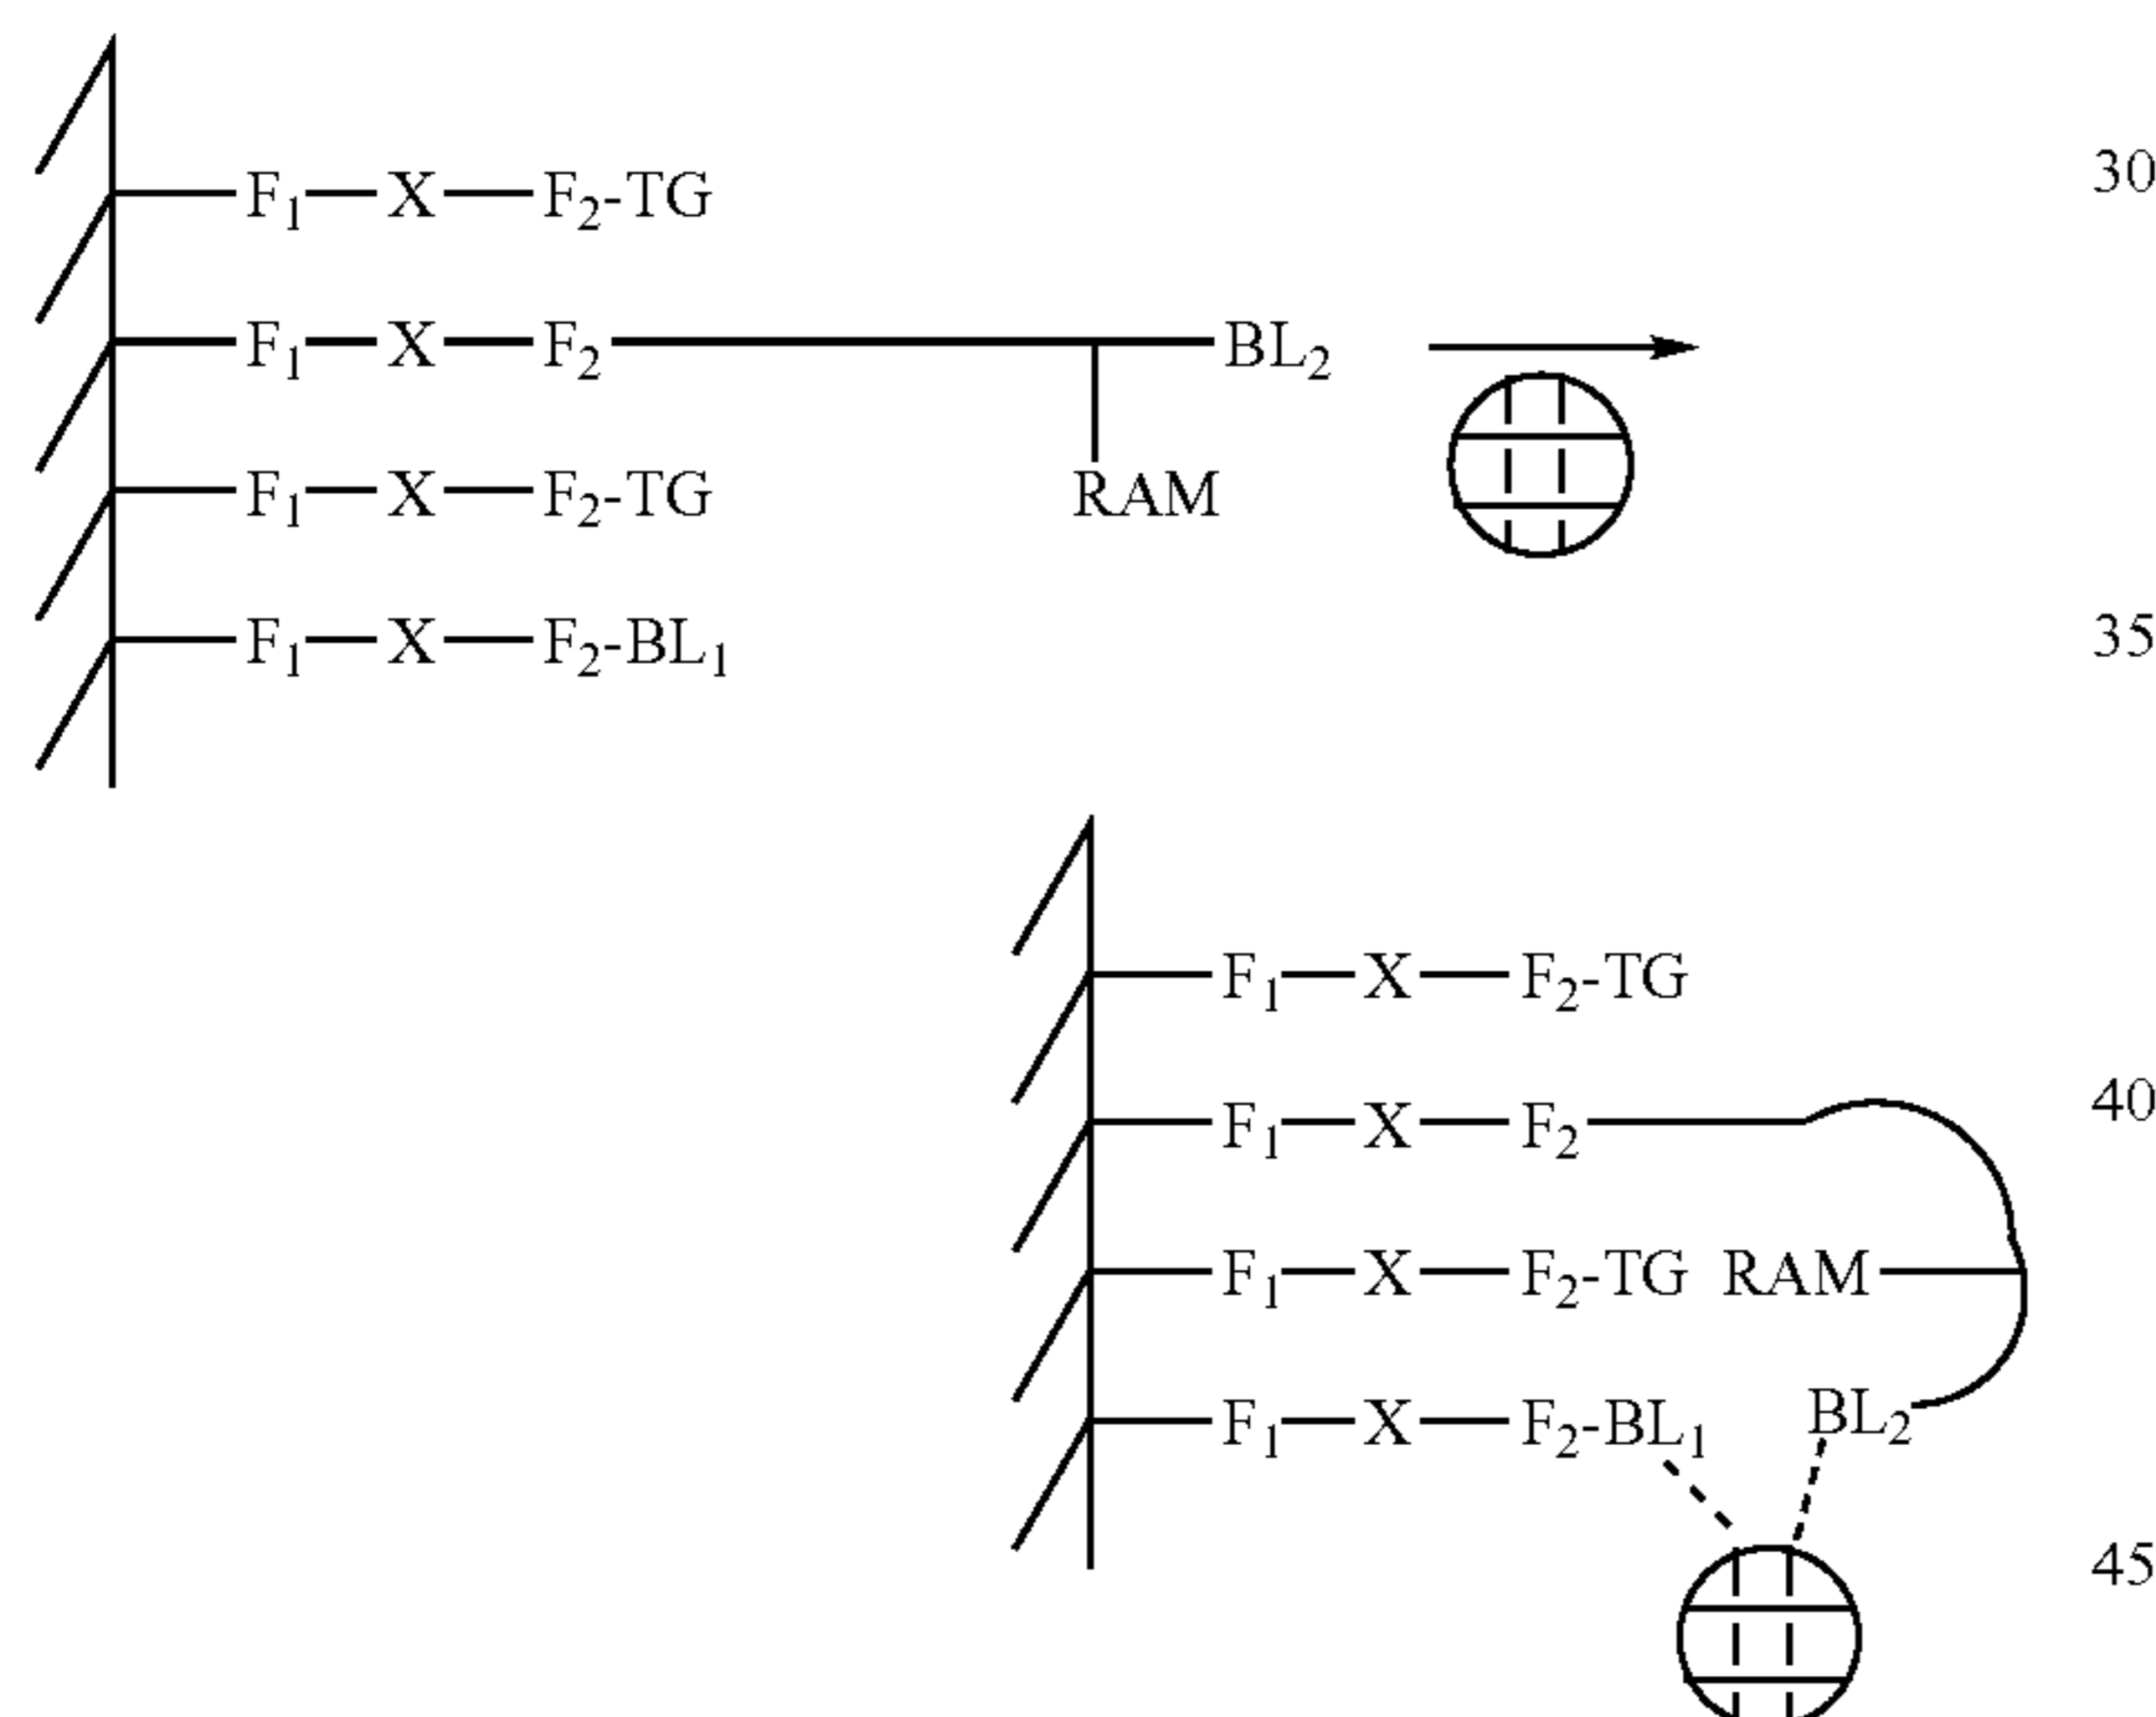 F₁—X—F₂-TG 30
F₁—X—F₂ BL₂
F₁—X—F₂-TG RAM
F₁—X—F₂-BL₁ 35
F₁—X—F₂-TG
F₁—X—F₂ 40
F₁—X—F₂-TG RAM
F₁—X—F₂-BL₁ BL₂
45